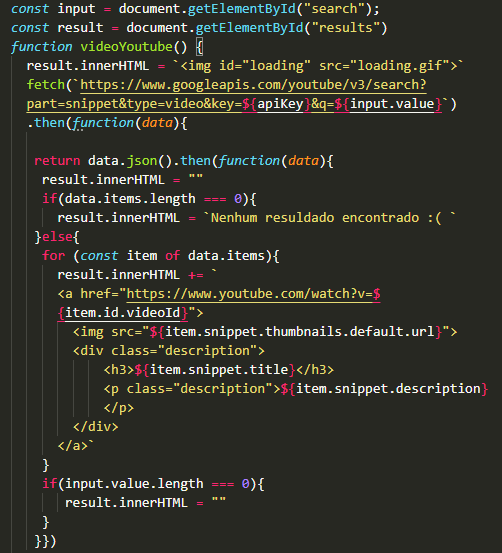 const input = document.getElementById("search");
const result = document.getElementById("results")
function videoYoutube() {
result.innerHTML = `<img id="loading" src="loading.gif">`
fetch(`https://www.googleapis.com/youtube/v3/search?
part=snippet&type=video&key=${apiKey}&q=${input.value}`)
.then(function(data){
return data.json().then(function(data){
result.innerHTML = ""
if(data.items.length === 0){
result.innerHTML = `Nenhum resuldado encontrado :( `
}else{
for (const item of data.items){
result.innerHTML += `
<a href="https://www.youtube.com/watch?v=$
{item.id.videoId}">
<img src="${item.snippet.thumbnails.default.url}">
<div class="description">
<h3>${item.snippet.title}</h3>
<p class="description">${item.snippet.description}
</p>
</div>
</a>`
}
if(input.value.length === 0){
result.innerHTML = ""
}
}})